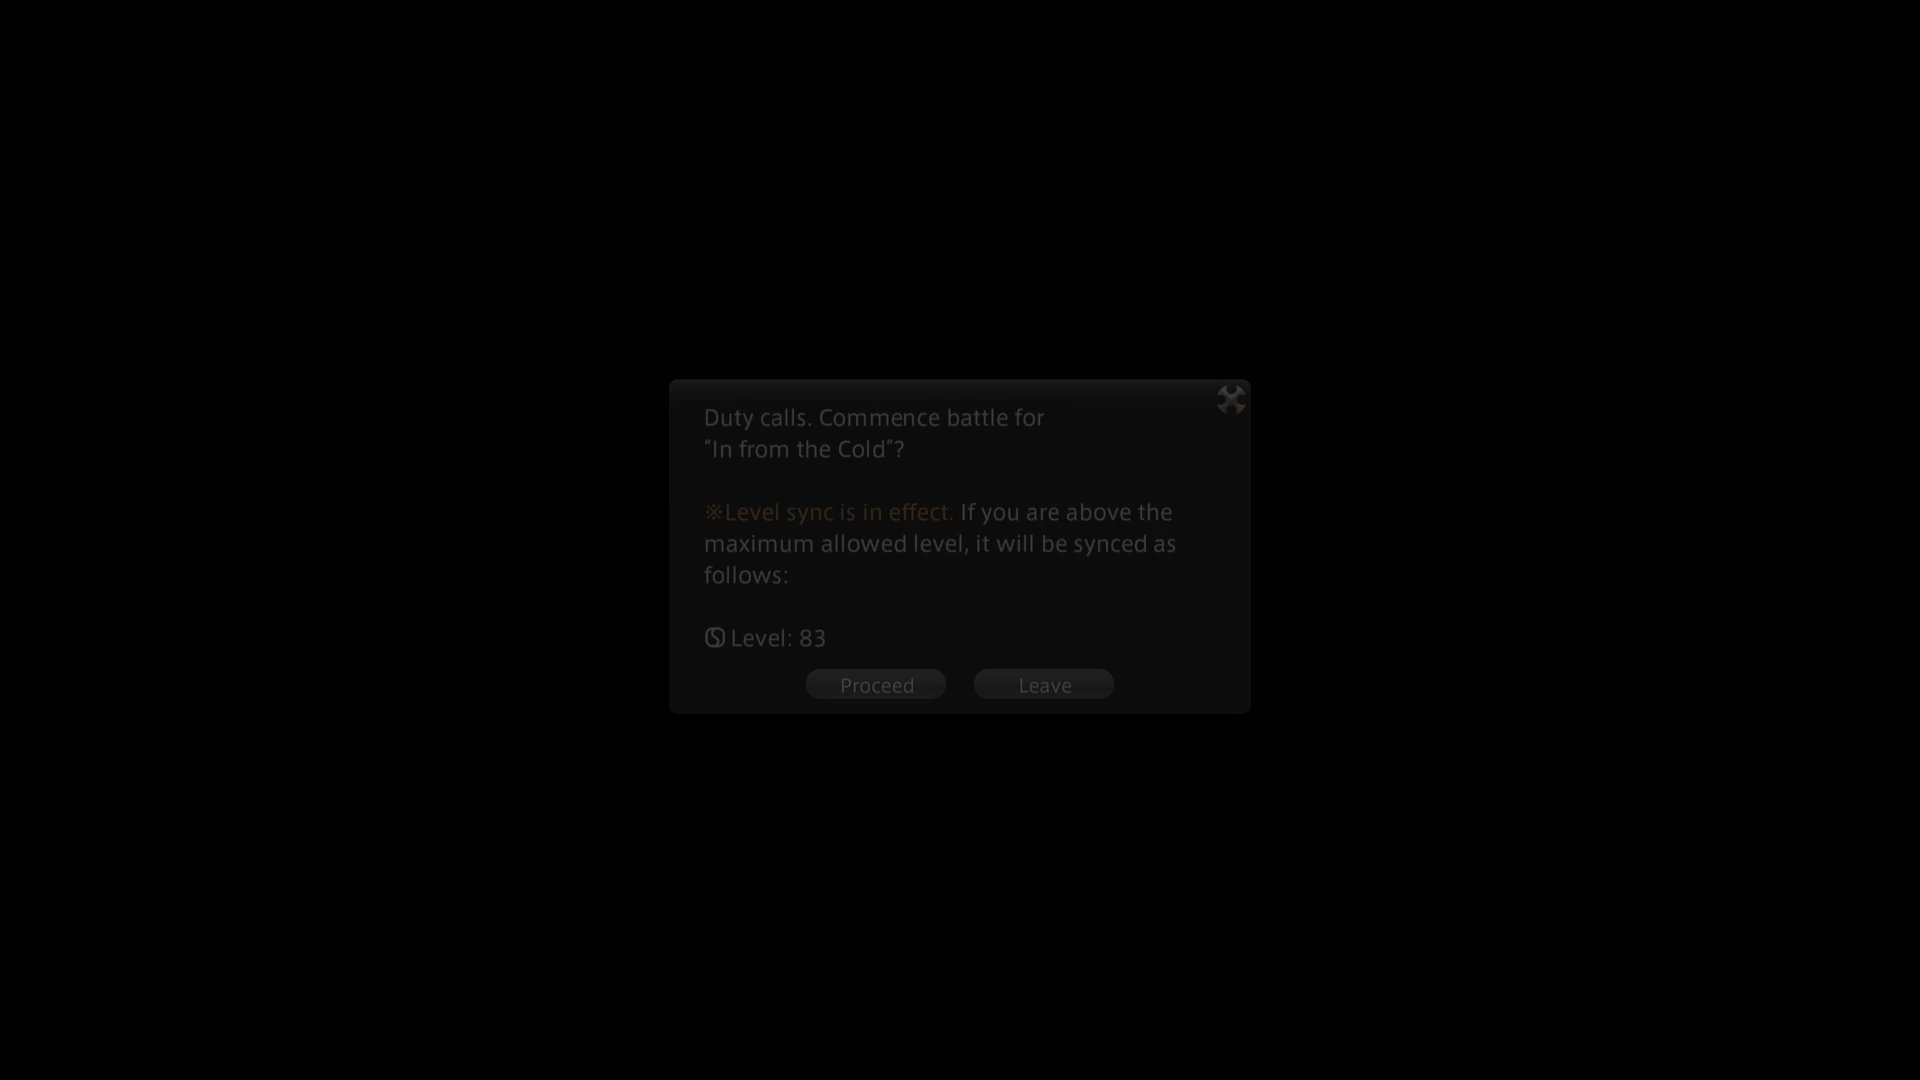 Duty calls. Commence battle for
“In from the Cold”?
※Level sync is in effect. If you are above the
maximum allowed level, it will be synced as
follows:
Level: 83
Proceed
Leave